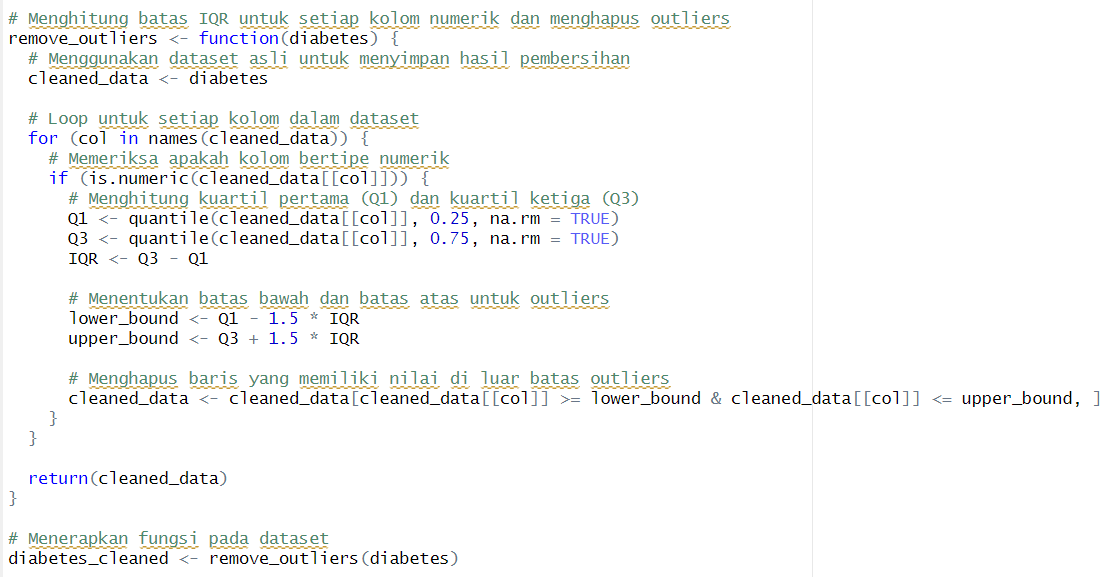 # Menghitung batas IQR untuk setiap kolom numerik dan menghapus outliers
remove_outliers <- function(diabetes) {
  # Menggunakan dataset asli untuk menyimpan hasil pembersihan
  cleaned_data <- diabetes

  # Loop untuk setiap kolom dalam dataset
  for (col in names(cleaned_data)) {
    # Memeriksa apakah kolom bertipe numerik
    if (is.numeric(cleaned_data[[col]])) {
      # Menghitung kuartil pertama (Q1) dan kuartil ketiga (Q3)
      Q1 <- quantile(cleaned_data[[col]], 0.25, na.rm = TRUE)
      Q3 <- quantile(cleaned_data[[col]], 0.75, na.rm = TRUE)
      IQR <- Q3 - Q1

      # Menentukan batas bawah dan batas atas untuk outliers
      lower_bound <- Q1 - 1.5 * IQR
      upper_bound <- Q3 + 1.5 * IQR

      # Menghapus baris yang memiliki nilai di luar batas outliers
      cleaned_data <- cleaned_data[cleaned_data[[col]] >= lower_bound & cleaned_data[[col]] <= upper_bound, ]
    }
  }

  return(cleaned_data)
}

# Menerapkan fungsi pada dataset
diabetes_cleaned <- remove_outliers(diabetes)